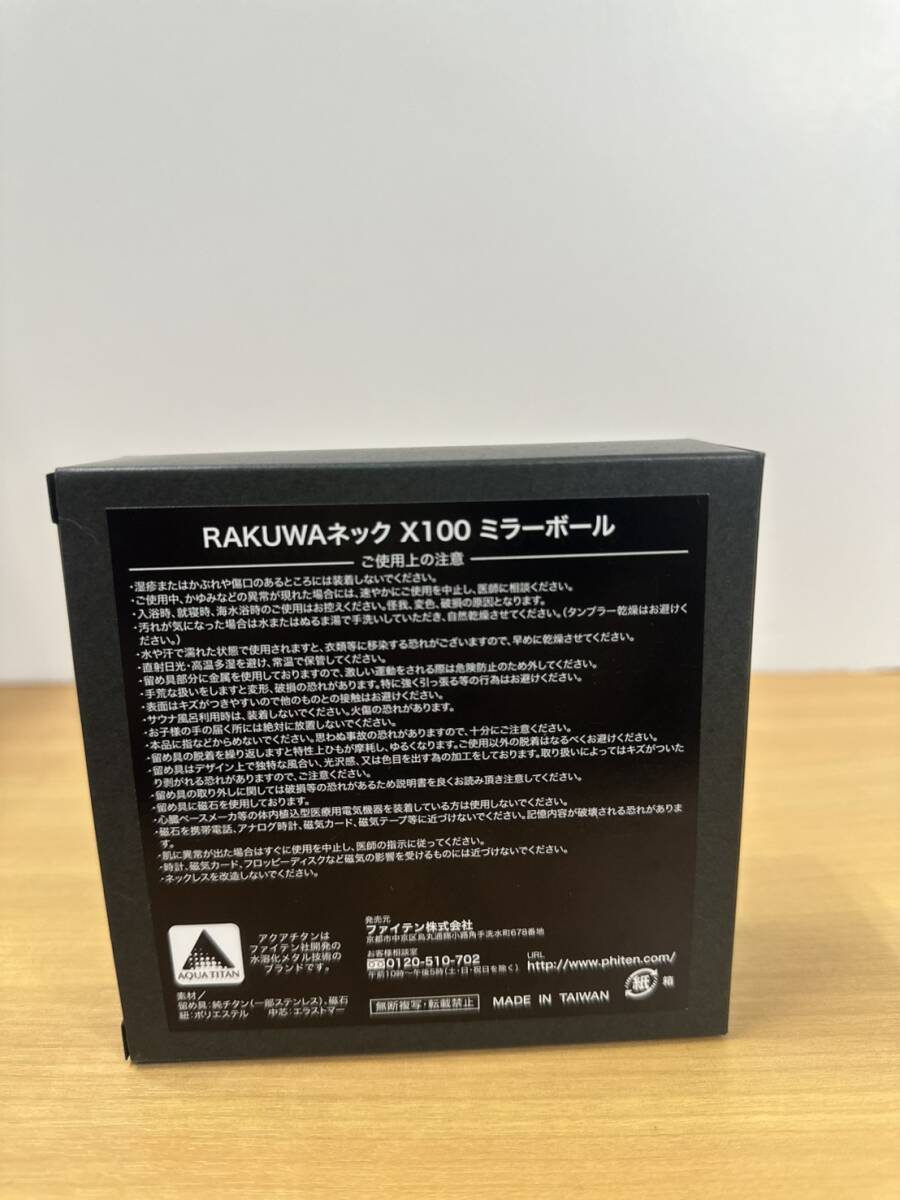 RAKUWAネック X100 ミラーボール
ご使用上の注意
・湿疹またはかぶれや傷口のあるところには装着しないでください。
・ご使用中、かゆみなどの異常が現れた場合には、速やかにご使用を中止し、医師に相談ください。
・入浴時、就寝時、海水浴時のご使用はお控えください。怪我、変色、破損の原因となります。
・汚れが気になった場合は水またはぬるま湯で手洗いしていただき、自然乾燥させてください。(タンブラー乾燥はお避けく
ださい。)
・水や汗で濡れた状態で使用されますと、衣類等に移染する恐れがございますので、早めに乾燥させてください。
・直射日光・高温多湿を避け、常温で保管してください。
・留め具部分に金属を使用しておりますので、激しい運動をされる際は危険防止のため外してください。
・手荒な扱いをしますと変形、破損の恐れがあります。特に強く引っ張る等の行為はお避けください。
・表面はキズがつきやすいので他のものとの接触はお避けください。
・サウナ風呂利用時は、装着しないでください。火傷の恐れがあります。
・お子様の手の届く所には絶対に放置しないでください。
・本品に指などからめないでください。思わぬ事故の恐れがありますので、十分にご注意ください。
・留め具の脱着を繰り返しますと特性上ひもが摩耗し、ゆるくなります。ご使用以外の脱着はなるべくお避けください。
・留め具はデザイン上で独特な風合い、光沢感、又は色目を出す為の加工をしております。取り扱いによってはキズがついた
り剥がれる恐れがありますので、ご注意ください。
・留め具の取り外しに関しては破損等の恐れがあるため説明書を良くお読み頂き注意してください。
・留め具に磁石を使用しております。
・心臓ペースメーカ等の体内植込型医療用電気機器を装着している方は使用しないでください。
・磁石を携帯電話、アナログ時計、磁気カード、磁気テープ等に近づけないでください。記憶内容が破壊される恐れがありま
す。
・肌に異常が出た場合はすぐに使用を中止し、医師の指示に従ってください。
・時計、磁気カード、フロッピーディスクなど磁気の影響を受けるものには近づけないでください。
・ネックレスを改造しないでください。
AQUA TITAN
アクアチタンは
ファイテン社開発の
水溶化メタル技術の
ブランドです。
素材／
留め具:純チタン(一部ステンレス)、磁石
紐:ポリエステル　中芯:エラストマー
発売元
ファイテン株式会社
京都市中京区烏丸通錦小路角手洗水町678番地
お客様相談室
0120-510-702
午前10時〜午後5時(土・日・祝日を除く)
無断複写・転載禁止
URL
http://www.phiten.com/
MADE IN TAIWAN
紙 箱